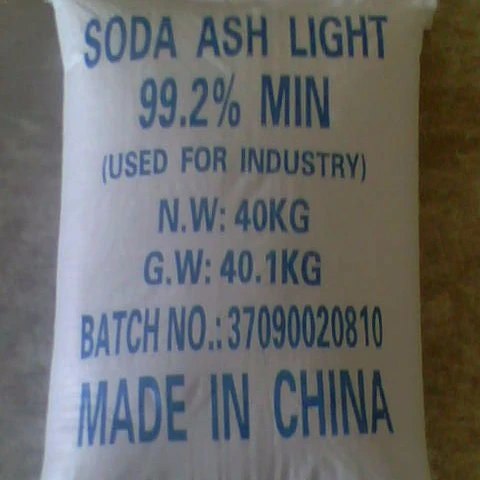 SODA ASH LIGHT
99.2% MIN
(USED FOR INDUSTRY)
N.W: 40KG
G.W: 40.1KG
BATCH NO.: 37090020810
MADE IN CHINA